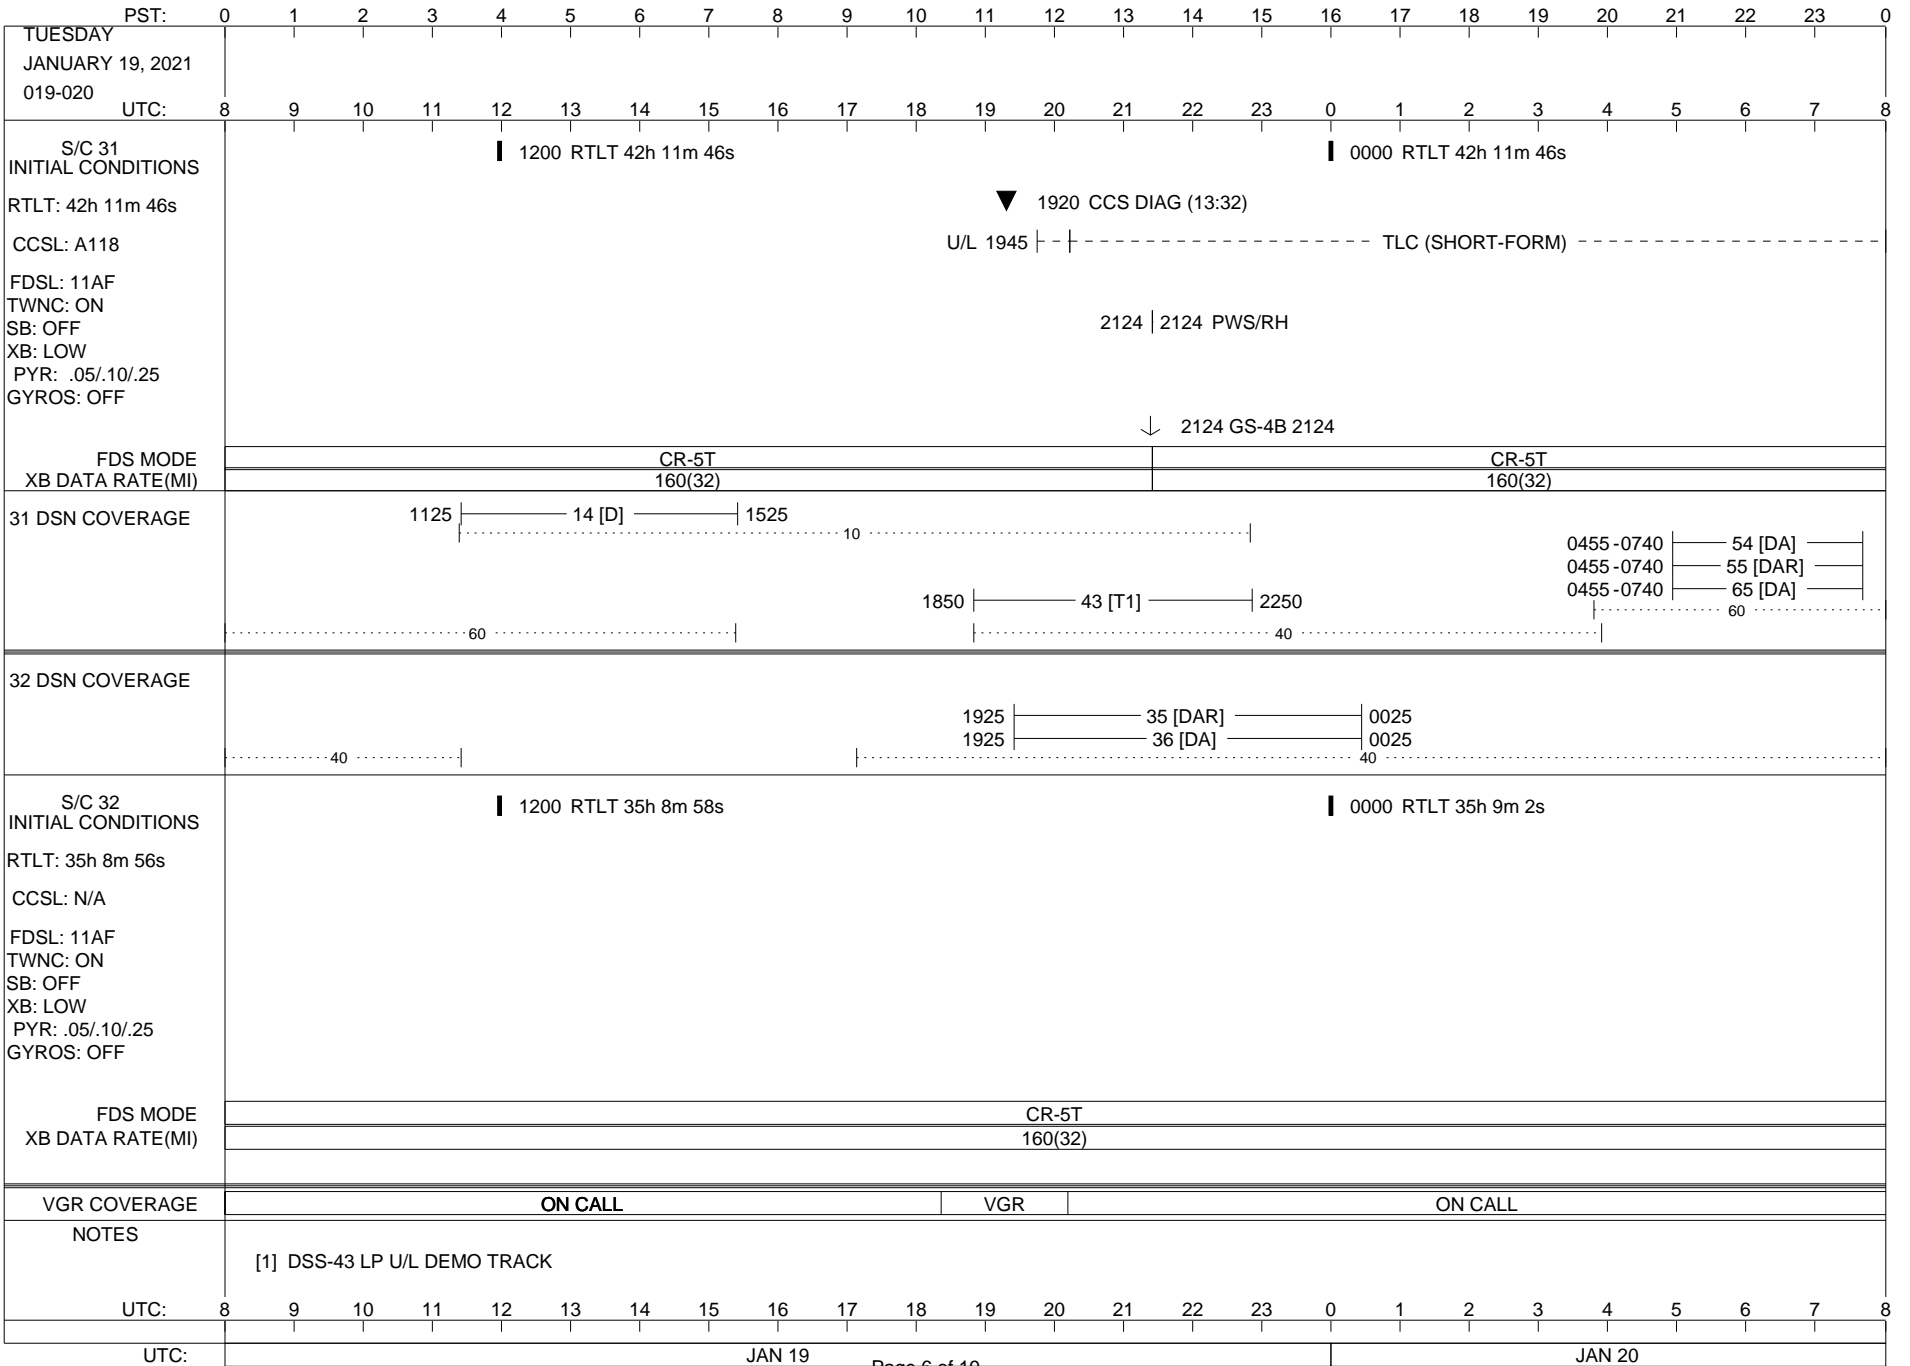 PST: 0 1 2 3 4 5 6 7 8 9 10 11 12 13 14 15 16 17 18 19 20 21 22 23 0
TUESDAY
JANUARY 19, 2021
019-020
UTC: 8 9 10 11 12 13 14 15 16 17 18 19 20 21 22 23 0 1 2 3 4 5 6 7 8
S/C 31
INITIAL CONDITIONS
1200 RTLT 42h 11m 46s
0000 RTLT 42h 11m 46s
RTLT: 42h 11m 46s
1920 CCS DIAG (13:32)
CCSL: A118
U/L 1945
TLC (SHORT-FORM)
FDSL: 11AF
TWNC: ON
SB: OFF
2124 2124 PWS/RH
XB: LOW
PYR: .05/.10/.25
GYROS: OFF
2124 GS-4B 2124
FDS MODE CR-5T CR-5T
XB DATA RATE(MI) 160(32) 160(32)
31 DSN COVERAGE
1125 14 [D] 1525
10
0455-0740 54 [DA]
0455-0740 55 [DAR]
0455-0740 65 [DA]
1850 43 [T1] 2250
60
60 40
32 DSN COVERAGE
1925 35 [DAR] 0025
1925 36 [DA] 0025
40 40
S/C 32
INITIAL CONDITIONS
1200 RTLT 35h 8m 58s
0000 RTLT 35h 9m 2s
RTLT: 35h 8m 56s
CCSL: N/A
FDSL: 11AF
TWNC: ON
SB: OFF
XB: LOW
PYR: .05/.10/.25
GYROS: OFF
FDS MODE CR-5T
XB DATA RATE(MI) 160(32)
VGR COVERAGE ON CALL VGR ON CALL
NOTES
[1] DSS-43 LP U/L DEMO TRACK
UTC: 8 9 10 11 12 13 14 15 16 17 18 19 20 21 22 23 0 1 2 3 4 5 6 7 8
UTC: JAN 19 JAN 20
Page 6 of 10